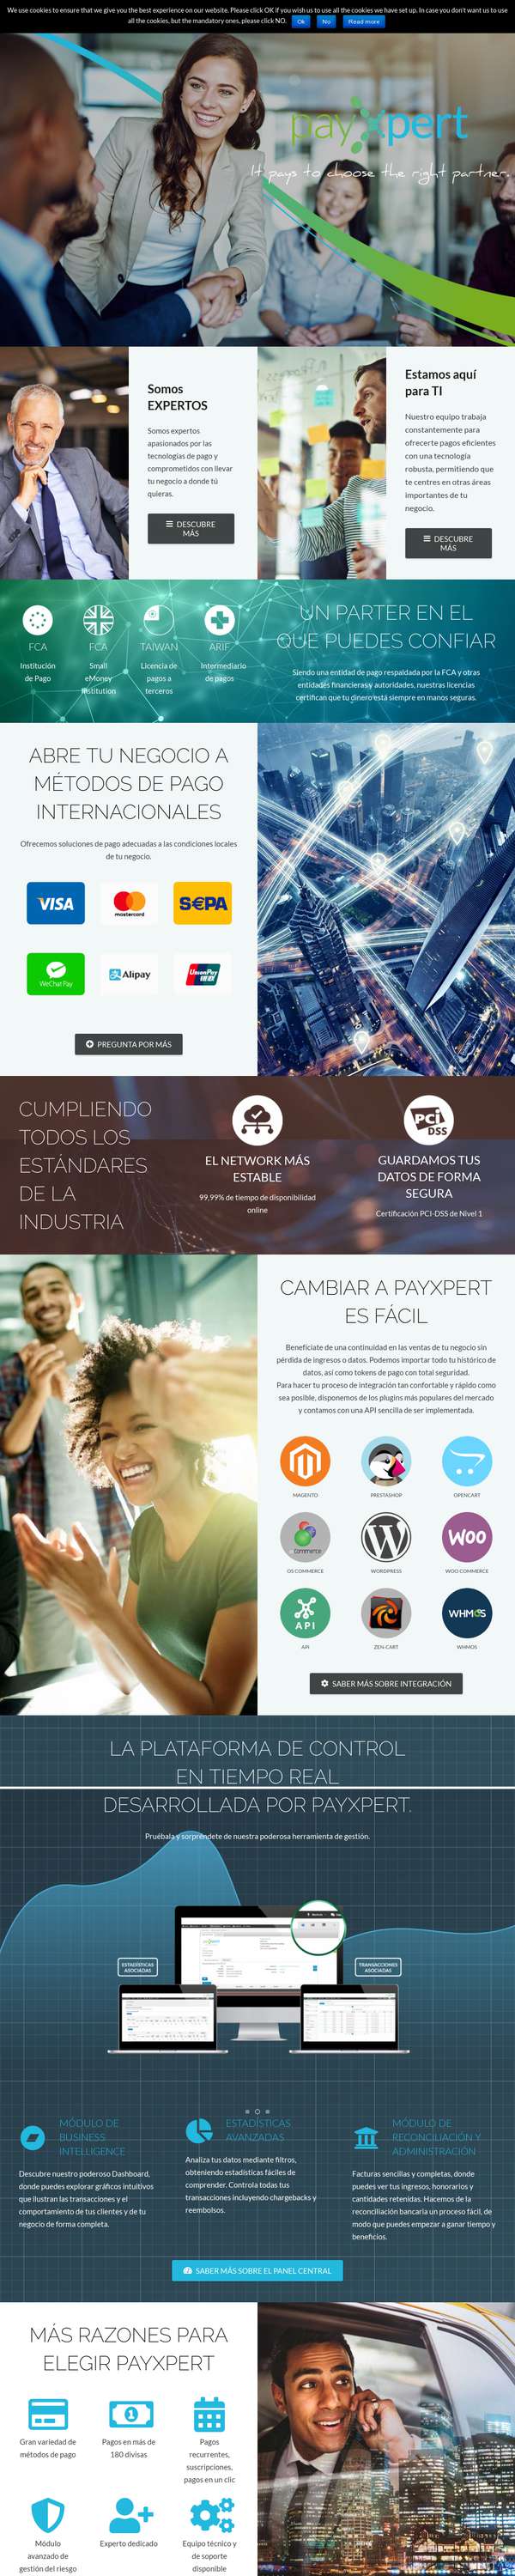 We use cookies to ensure that we give you the best experience on our website. Please click OK if you wish us to use all the cookies we have set up. In case you don't want us to use
all the cookies, but the mandatory ones, please click NO.
Ok
No
Read more
payxpert
It pays to choose the right partner.
Somos
EXPERTOS
Somos expertos
apasionados por las
tecnologías de pago y
comprometidos con llevar
tu negocio a donde tú
quieras.
DESCUBRE
MÁS
Estamos aquí
para TI
Nuestro equipo trabaja
constantemente para
ofrecerte pagos eficientes
con una tecnología
robusta, permitiendo que
te centres en otras áreas
importantes de tu
negocio.
DESCUBRE
MÁS
FCA
Institución
de Pago
FCA
Small
eMoney
Institution
TAIWAN
Licencia de
pagos a
terceros
ARIF
Intermediario
de pagos
UN PARTER EN EL
QUE PUEDES CONFIAR
Siendo una entidad de pago respaldada por la FCA y otras
entidades financieras y autoridades, nuestras licencias
certifican que tu dinero está siempre en manos seguras.
ABRE TU NEGOCIO A
MÉTODOS DE PAGO
INTERNACIONALES
Ofrecemos soluciones de pago adecuadas a las condiciones locales
de tu negocio.
VISA
mastercard
S€PA
WeChat Pay
Alipay
UnionPay
PREGUNTA POR MÁS
CUMPLIENDO
TODOS LOS
ESTÁNDARES
DE LA
INDUSTRIA
EL NETWORK MÁS
ESTABLE
99,99% de tiempo de disponibilidad
online
PCI
DSS
GUARDAMOS TUS
DATOS DE FORMA
SEGURA
Certificación PCI-DSS de Nivel 1
CAMBIAR A PAYXPERT
ES FÁCIL
Benefíciate de una continuidad en las ventas de tu negocio sin
pérdida de ingresos o datos. Podemos importar todo tu histórico de
datos, así como tokens de pago con total seguridad.
Para hacer tu proceso de integración tan confortable y rápido como
sea posible, disponemos de los plugins más populares del mercado
y contamos con una API sencilla de ser implementada.
MAGENTO
PRESTASHOP
OPENCART
commerce
OS COMMERCE
WORDPRESS
WOO
WOO COMMERCE
API
API
ZEN-CART
WHMCS
WHMOS
SABER MÁS SOBRE INTEGRACIÓN
LA PLATAFORMA DE CONTROL
EN TIEMPO REAL
DESARROLLADA POR PAYXPERT.
Pruébala y sorpréndete de nuestra poderosa herramienta de gestión.
ESTADÍSTICAS
ASOCIADAS
TRANSACCIONES
ASOCIADAS
MÓDULO DE
BUSINESS
INTELLIGENCE
Descubre nuestro poderoso Dashboard,
donde puedes explorar gráficos intuitivos
que ilustran las transacciones y el
comportamiento de tus clientes y de tu
negocio de forma completa.
ESTADÍSTICAS
AVANZADAS
Analiza tus datos mediante filtros,
obteniendo estadísticas fáciles de
comprender. Controla todas tus
transacciones incluyendo chargebacks y
reembolsos.
MÓDULO DE
RECONCILIACIÓN Y
ADMINISTRACIÓN
Facturas sencillas y completas, donde
puedes ver tus ingresos, honorarios y
cantidades retenidas. Hacemos de la
reconciliación bancaria un proceso fácil, de
modo que puedes empezar a ganar tiempo y
beneficios.
SABER MÁS SOBRE EL PANEL CENTRAL
MÁS RAZONES PARA
ELEGIR PAYXPERT
Gran variedad de
métodos de pago
Pagos en más de
180 divisas
Pagos
recurrentes,
suscripciones,
pagos en un clic
Módulo
avanzado de
gestión del riesgo
Experto dedicado
Equipo técnico y
de soporte
disponible